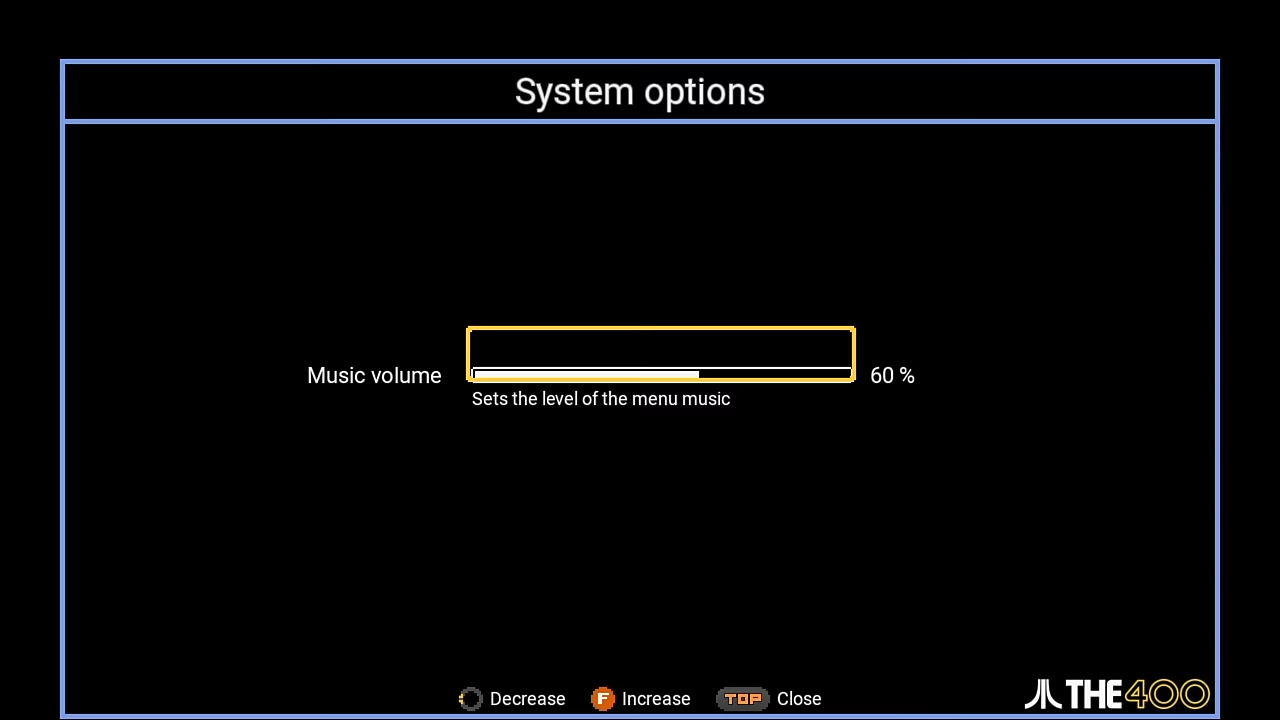 System options
Music volume
60 %
Sets the level of the menu music
Decrease
F Increase
TOP Close
THE400